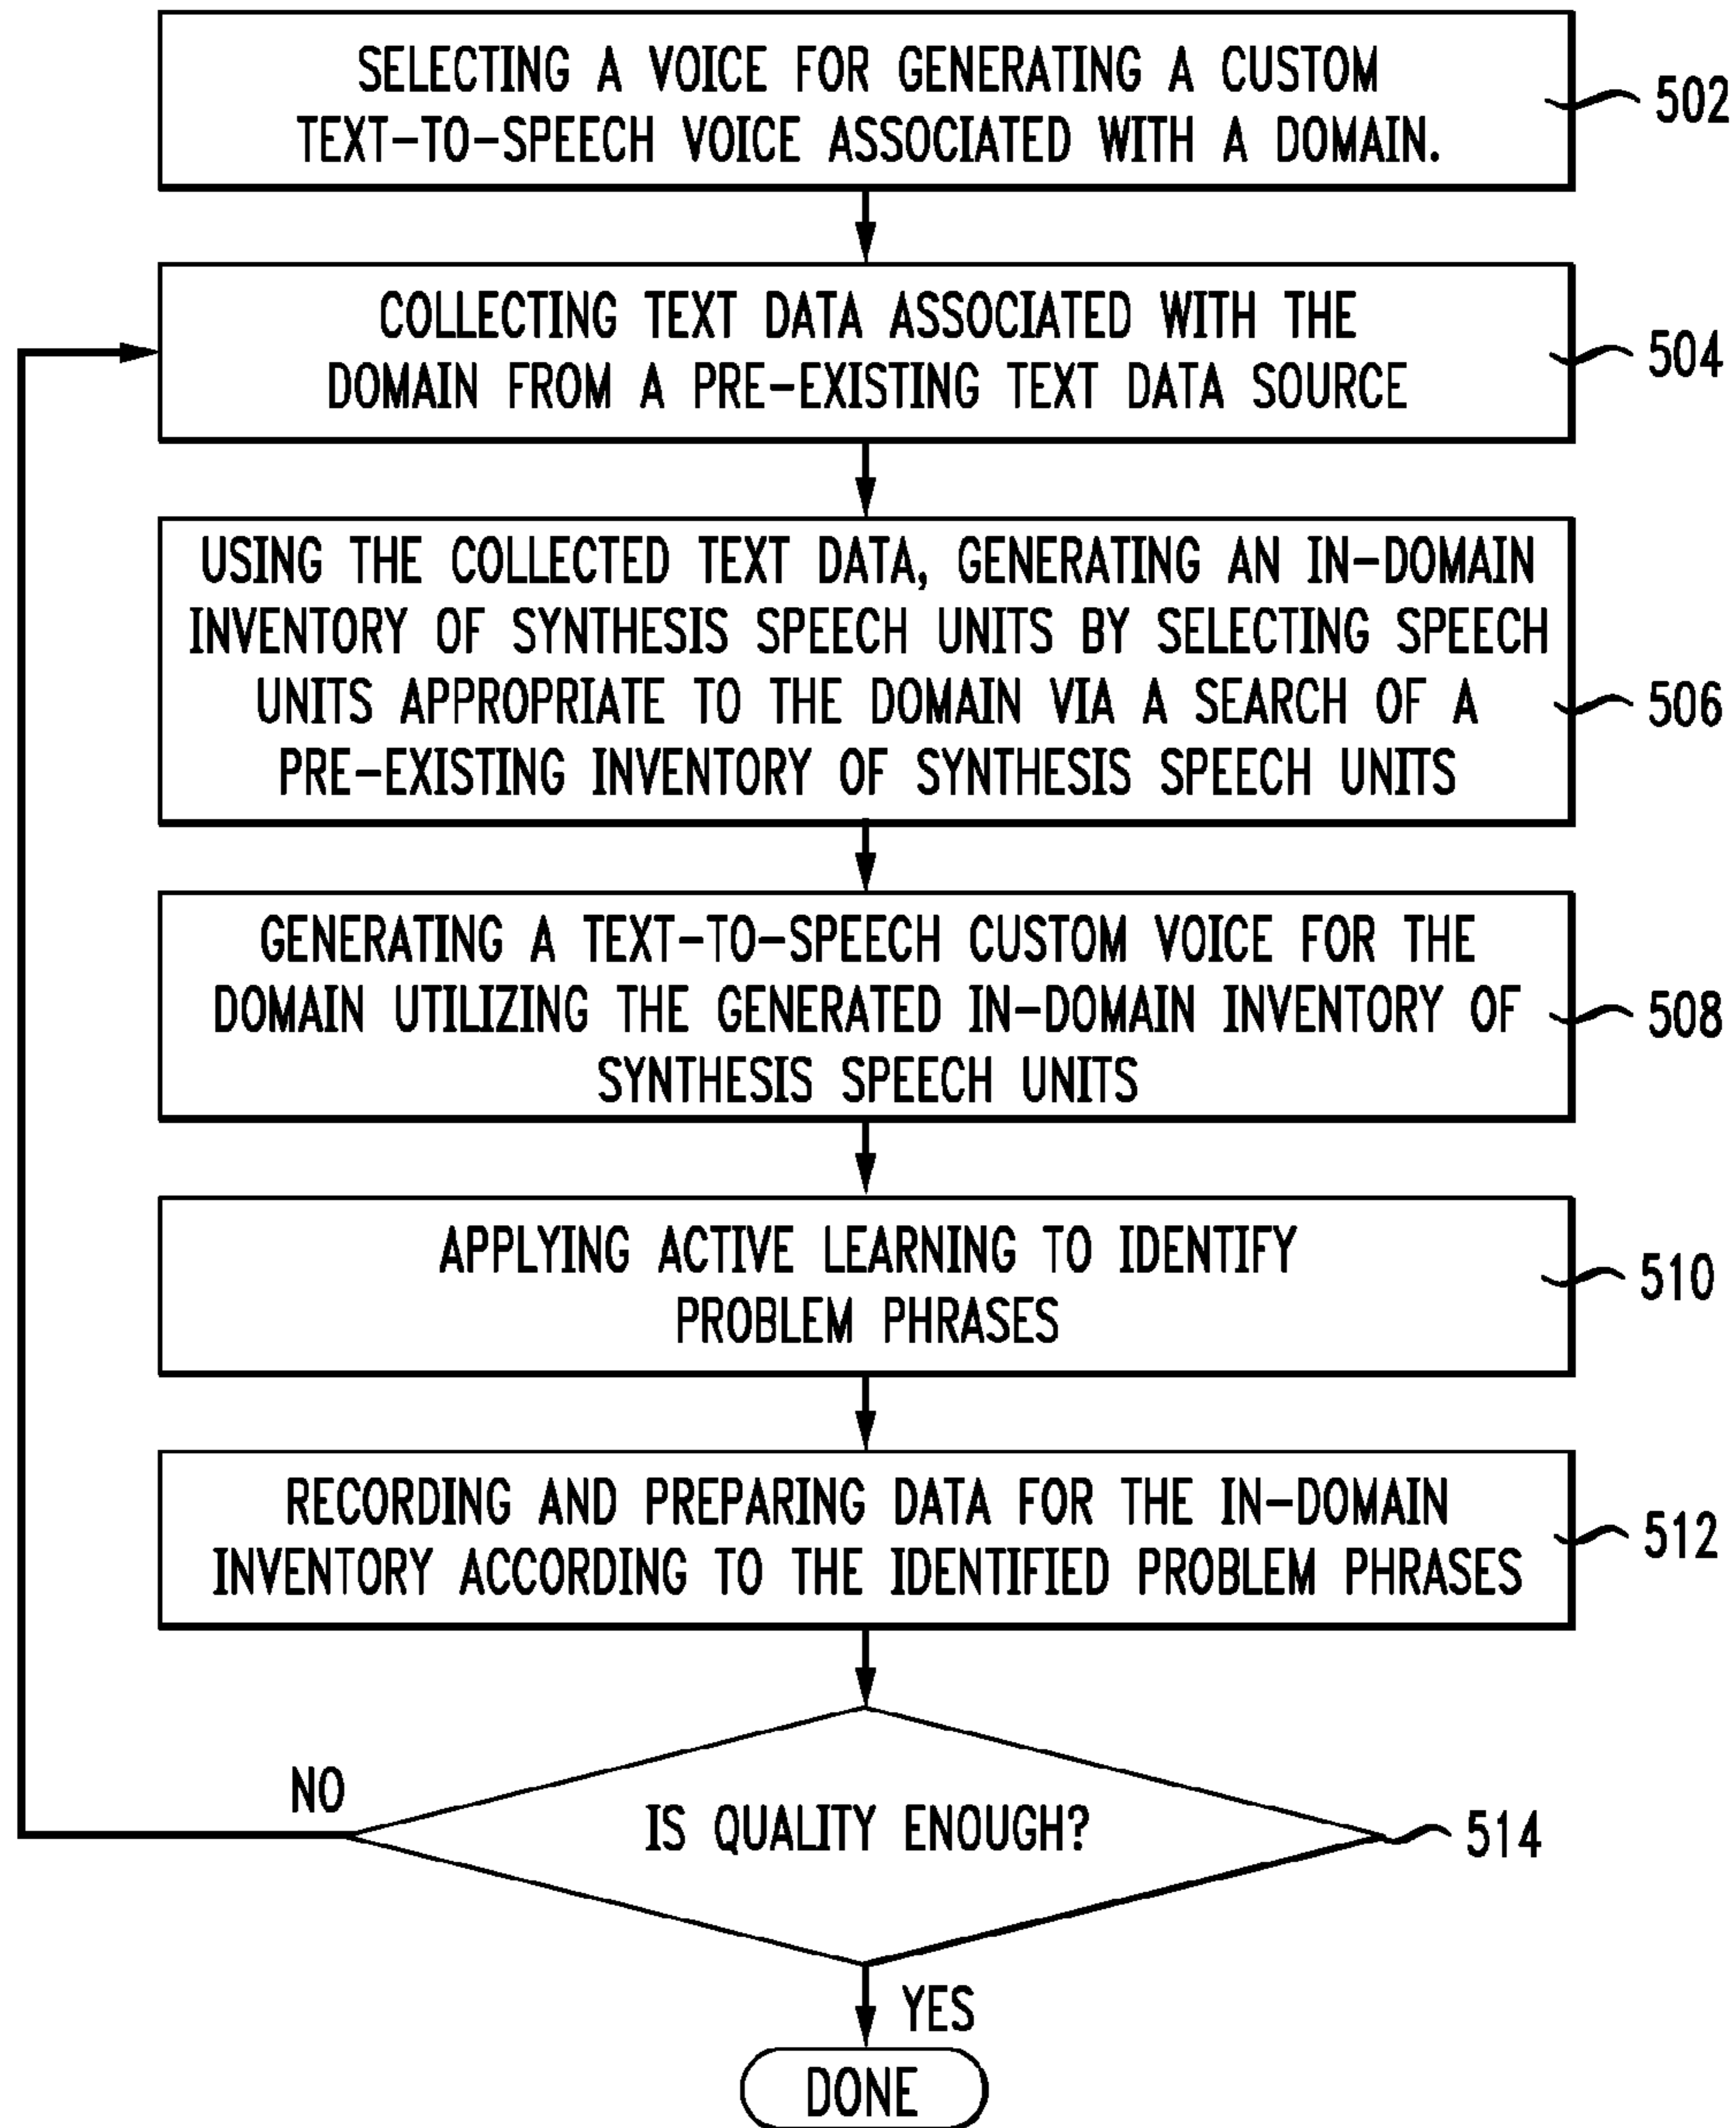 SELECTING A VOICE FOR GENERATING A CUSTOM
TEXT-TO-SPEECH VOICE ASSOCIATED WITH A DOMAIN.
502
COLLECTING TEXT DATA ASSOCIATED WITH THE
DOMAIN FROM A PRE-EXISTING TEXT DATA SOURCE
504
USING THE COLLECTED TEXT DATA, GENERATING AN IN-DOMAIN
INVENTORY OF SYNTHESIS SPEECH UNITS BY SELECTING SPEECH
UNITS APPROPRIATE TO THE DOMAIN VIA A SEARCH OF A
PRE-EXISTING INVENTORY OF SYNTHESIS SPEECH UNITS
506
GENERATING A TEXT-TO-SPEECH CUSTOM VOICE FOR THE
DOMAIN UTILIZING THE GENERATED IN-DOMAIN INVENTORY OF
SYNTHESIS SPEECH UNITS
508
APPLYING ACTIVE LEARNING TO IDENTIFY
PROBLEM PHRASES
510
RECORDING AND PREPARING DATA FOR THE IN-DOMAIN
INVENTORY ACCORDING TO THE IDENTIFIED PROBLEM PHRASES
512
NO
IS QUALITY ENOUGH?
514
YES
DONE